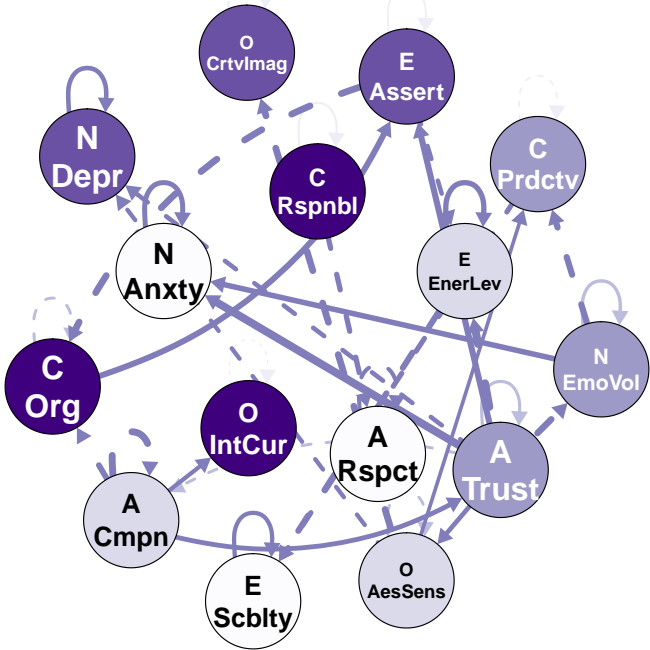 O
CrtvImag
E
Assert
N
Depr
C
Prdctv
C
Rspnbl
N
Anxty
E
EnerLev
C
Org
N
EmoVol
O
IntCur
A
Rspct
A
Trust
A
Cmpn
E
Scblty
O
AesSens